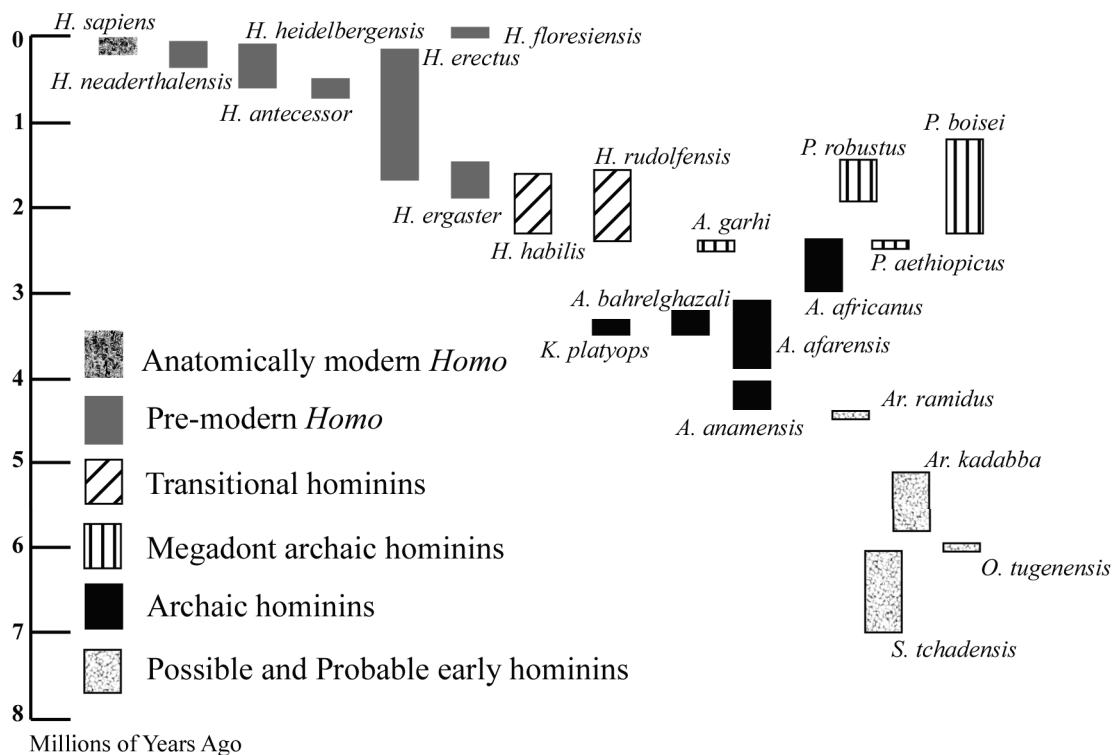 H. sapiens
H. heidelbergensis
H. floresiensis
0
H. erectus
H. neaderthalensis
H. antecessor
1
P. boisei
P. robustus
H. rudolfensis
2
H. ergaster
A. garhi
H. habilis
P. aethiopicus
3
A. bahrelghazali
A. africanus
K. platyops
A. afarensis
Anatomically modern Homo
4
Ar. ramidus
Pre-modern Homo
A. anamensis
5
Ar. kadabba
Transitional hominins
Megadont archaic hominins
6
O. tugenensis
Archaic hominins
7
S. tchadensis
Possible and Probable early hominins
8
Millions of Years Ago